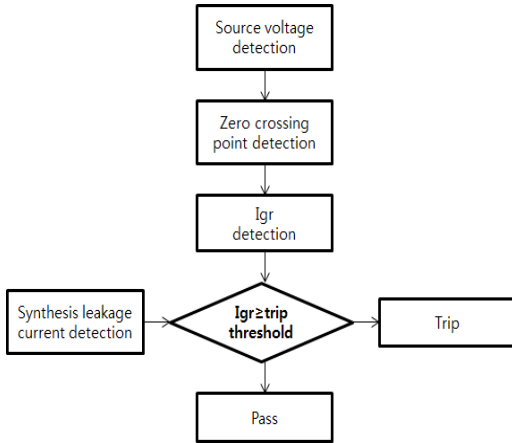 Source voltage
detection
Zero crossing
point detection
Igr
detection
Synthesis leakage
current detection
Igr≥trip
threshold
Trip
Pass